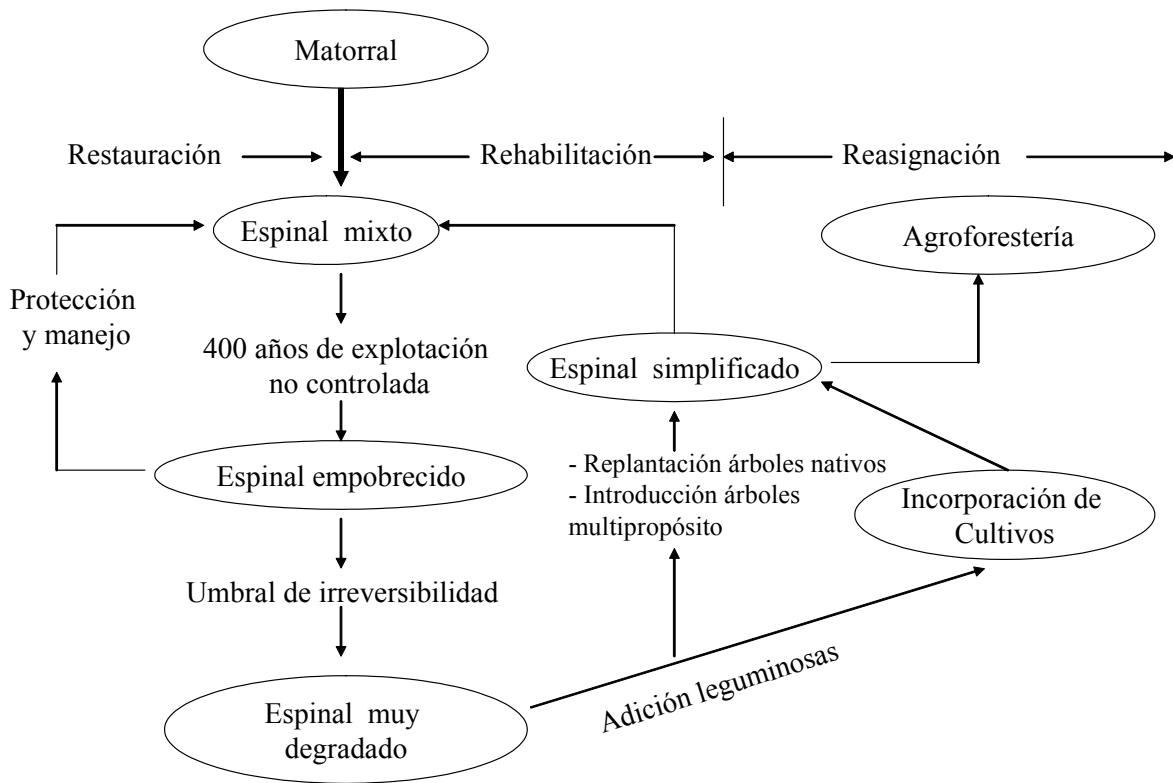 Matorral
Restauración
Rehabilitación
Reasignación
Espinal mixto
Agroforestería
Protección
y manejo
400 años de explotación
no controlada
Espinal simplificado
Espinal empobrecido
- Replantación árboles nativos
- Introducción árboles
multipropósito
Incorporación de
Cultivos
Umbral de irreversibilidad
Adición leguminosas
Espinal muy
degradado